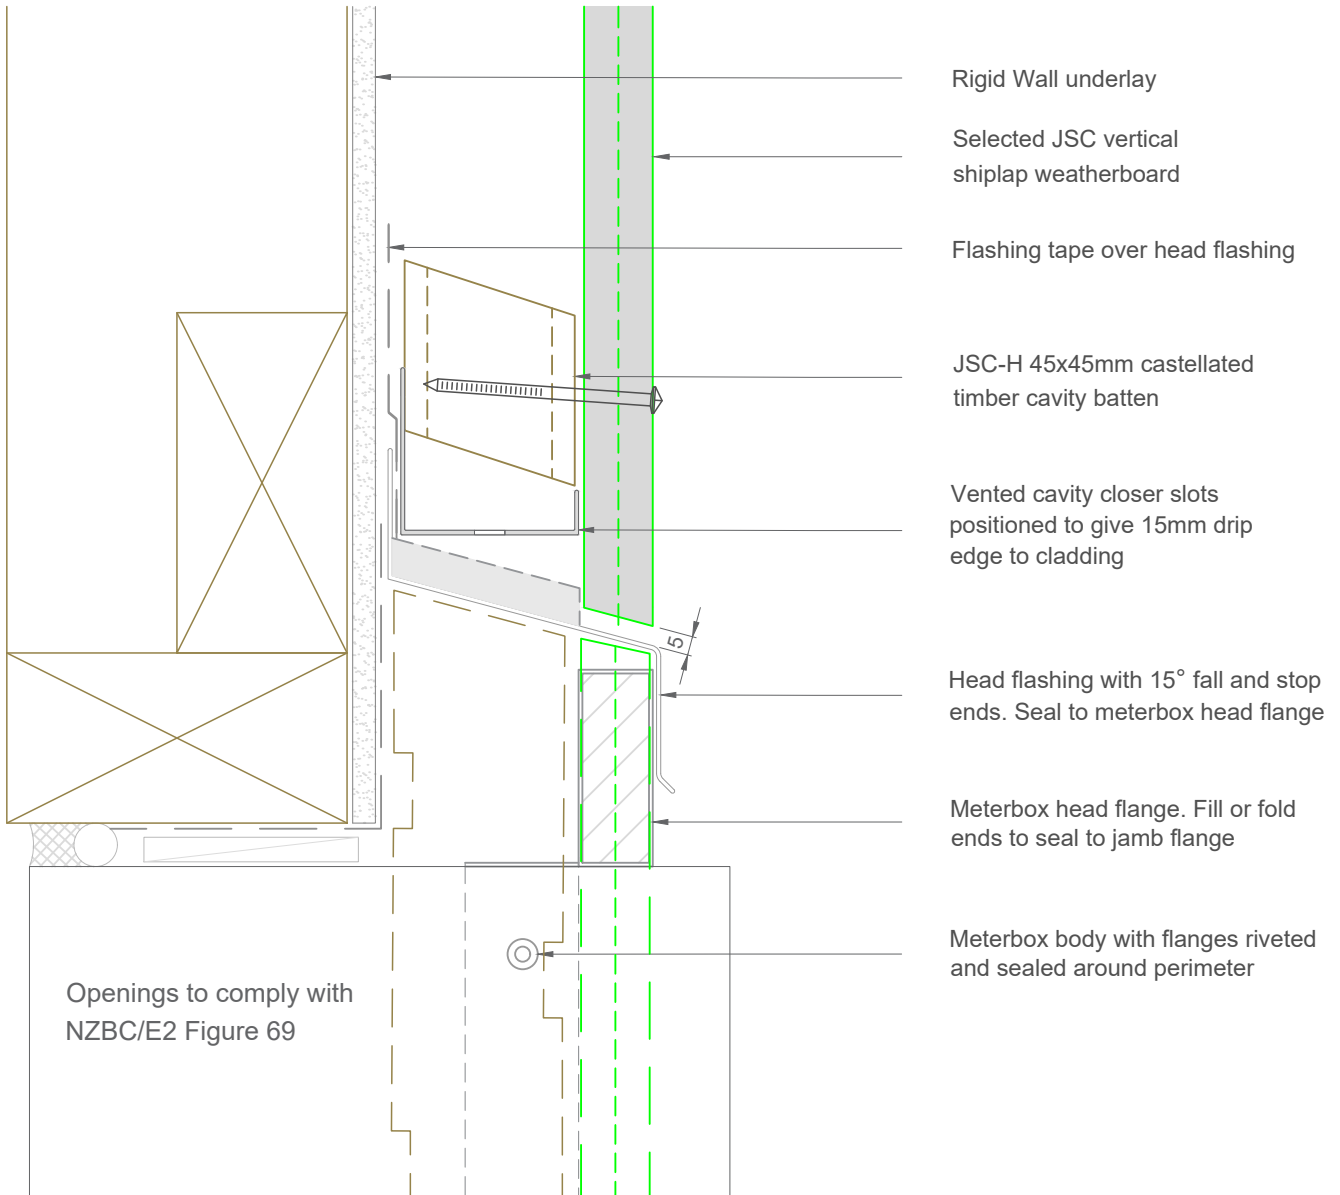 Rigid Wall underlay
Selected JSC vertical
shiplap weatherboard
Flashing tape over head flashing
JSC-H 45x45mm castellated
timber cavity batten
Vented cavity closer slots
positioned to give 15mm drip
edge to cladding
5
Head flashing with 15° fall and stop
ends. Seal to meterbox head flange
Meterbox head flange. Fill or fold
ends to seal to jamb flange
Meterbox body with flanges riveted
and sealed around perimeter
Openings to comply with
NZBC/E2 Figure 69